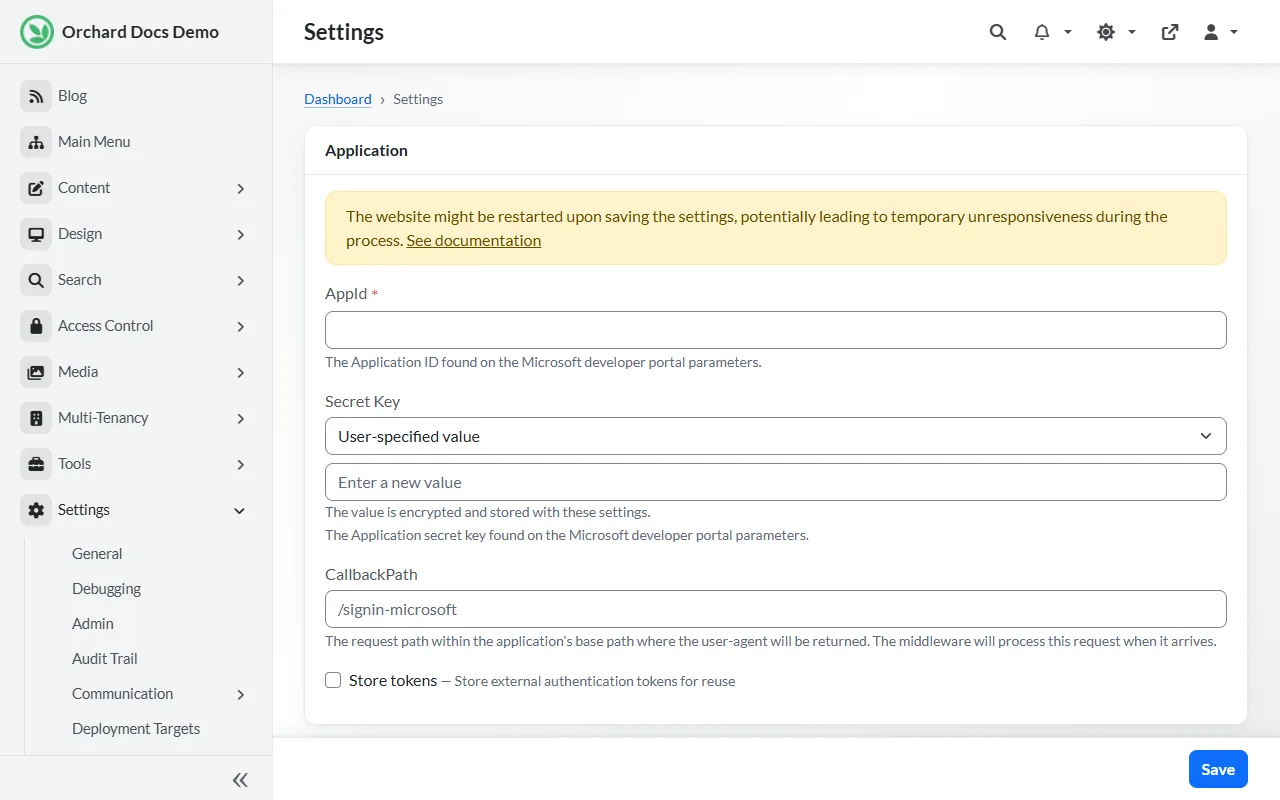 Orchard Docs Demo
Settings
Blog
Main Menu
Content
Design
Search
Access Control
Media
Multi-Tenancy
Tools
Settings
General
Debugging
Admin
Audit Trail
Communication
Deployment Targets
Dashboard › Settings
Application
The website might be restarted upon saving the settings, potentially leading to temporary unresponsiveness during the
process. See documentation
AppId *
The Application ID found on the Microsoft developer portal parameters.
Secret Key
User-specified value
Enter a new value
The value is encrypted and stored with these settings.
The Application secret key found on the Microsoft developer portal parameters.
CallbackPath
/signin-microsoft
The request path within the application's base path where the user-agent will be returned. The middleware will process this request when it arrives.
Store tokens — Store external authentication tokens for reuse
Save